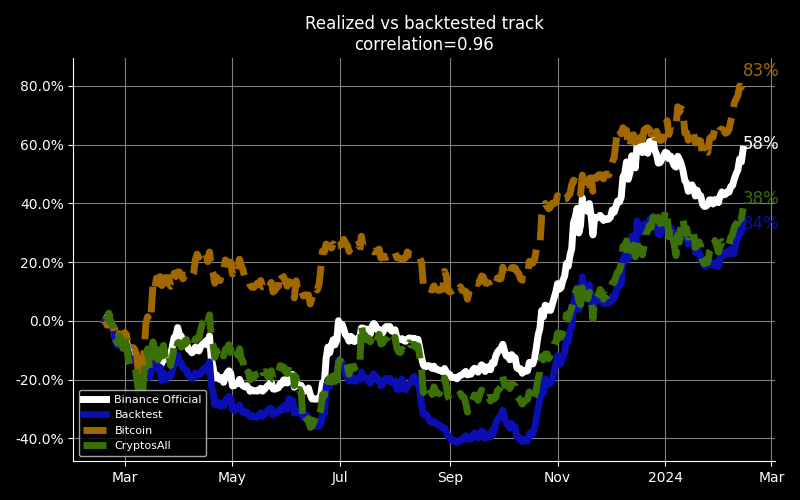 Realized vs backtested track
correlation=0.96
80.0%
60.0%
40.0%
20.0%
0.0%
-20.0%
-40.0%
83%
58%
38%
34%
Binance Official
Backtest
Bitcoin
CryptosAll
Mar
May
Jul
Sep
Nov
2024
Mar